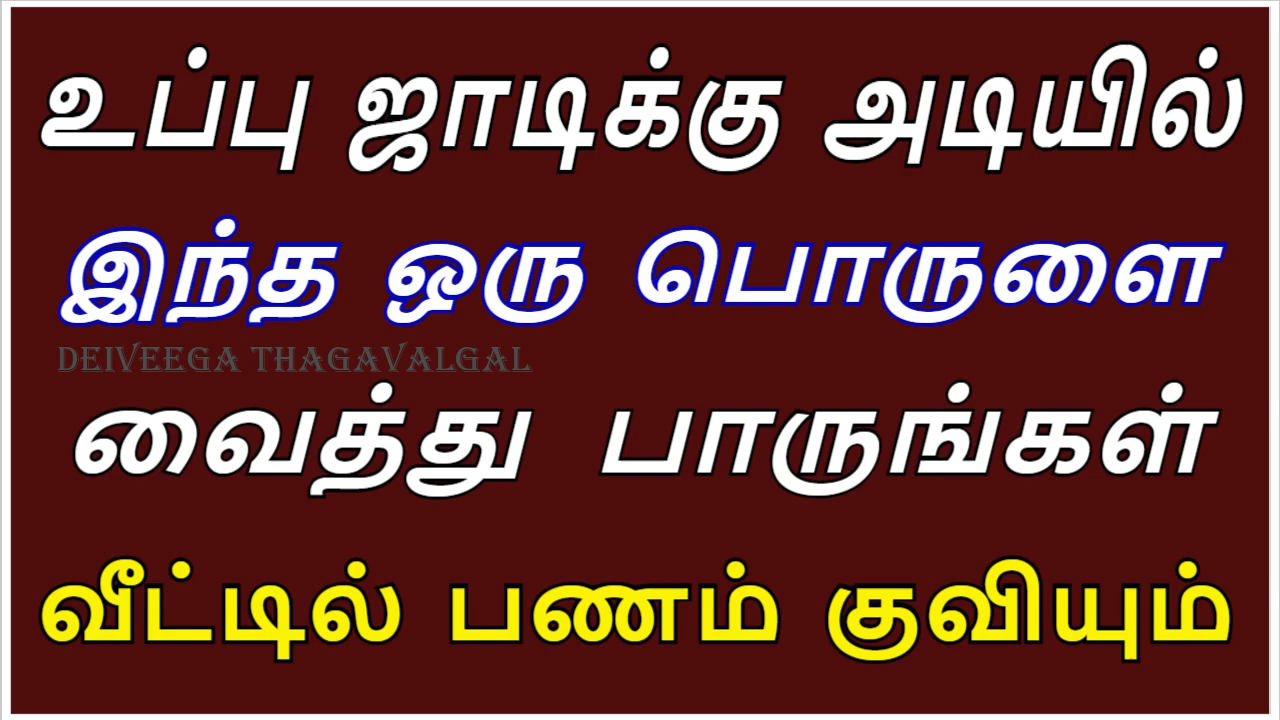 உப்பு ஜாடிக்கு அடியில்
இந்த ஒரு பொருளை
DEIVEEGA THAGAVALGAL
வைத்து பாருங்கள்
வீட்டில் பணம் குவியும்